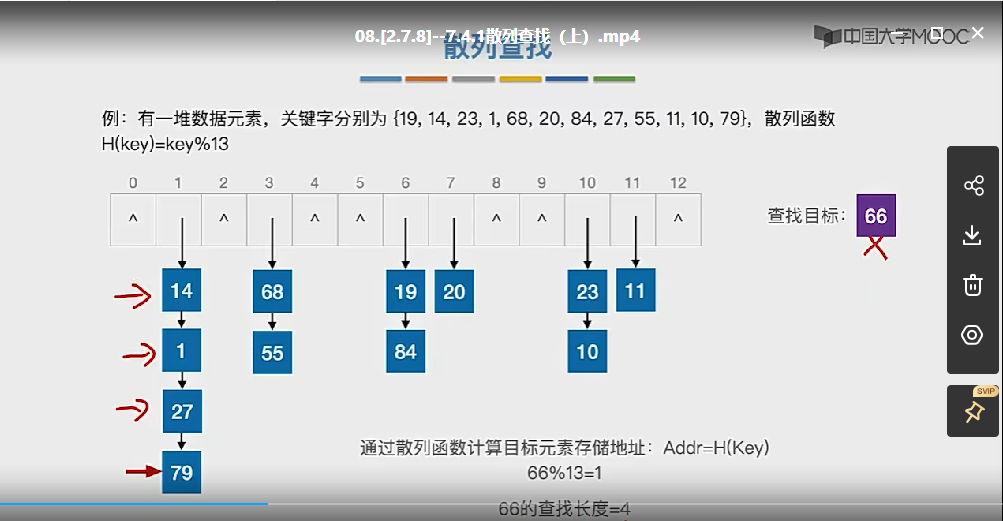 08.[2.7.8]--7.4.1散列查找（上）.mp4
中国大学MOOC
散列查找
例：有一堆数据元素，关键字分别为 {19, 14, 23, 1, 68, 20, 84, 27, 55, 11, 10, 79}，散列函数
H(key)=key%13
0 1 2 3 4 5 6 7 8 9 10 11 12
^ ^ ^ ^ ^ ^ ^
查找目标： 66
14 68 19 20 23 11
1 55 84 10
27
79
SVIP
通过散列函数计算目标元素存储地址：Addr=H(Key)
66%13=1
66的查找长度=4